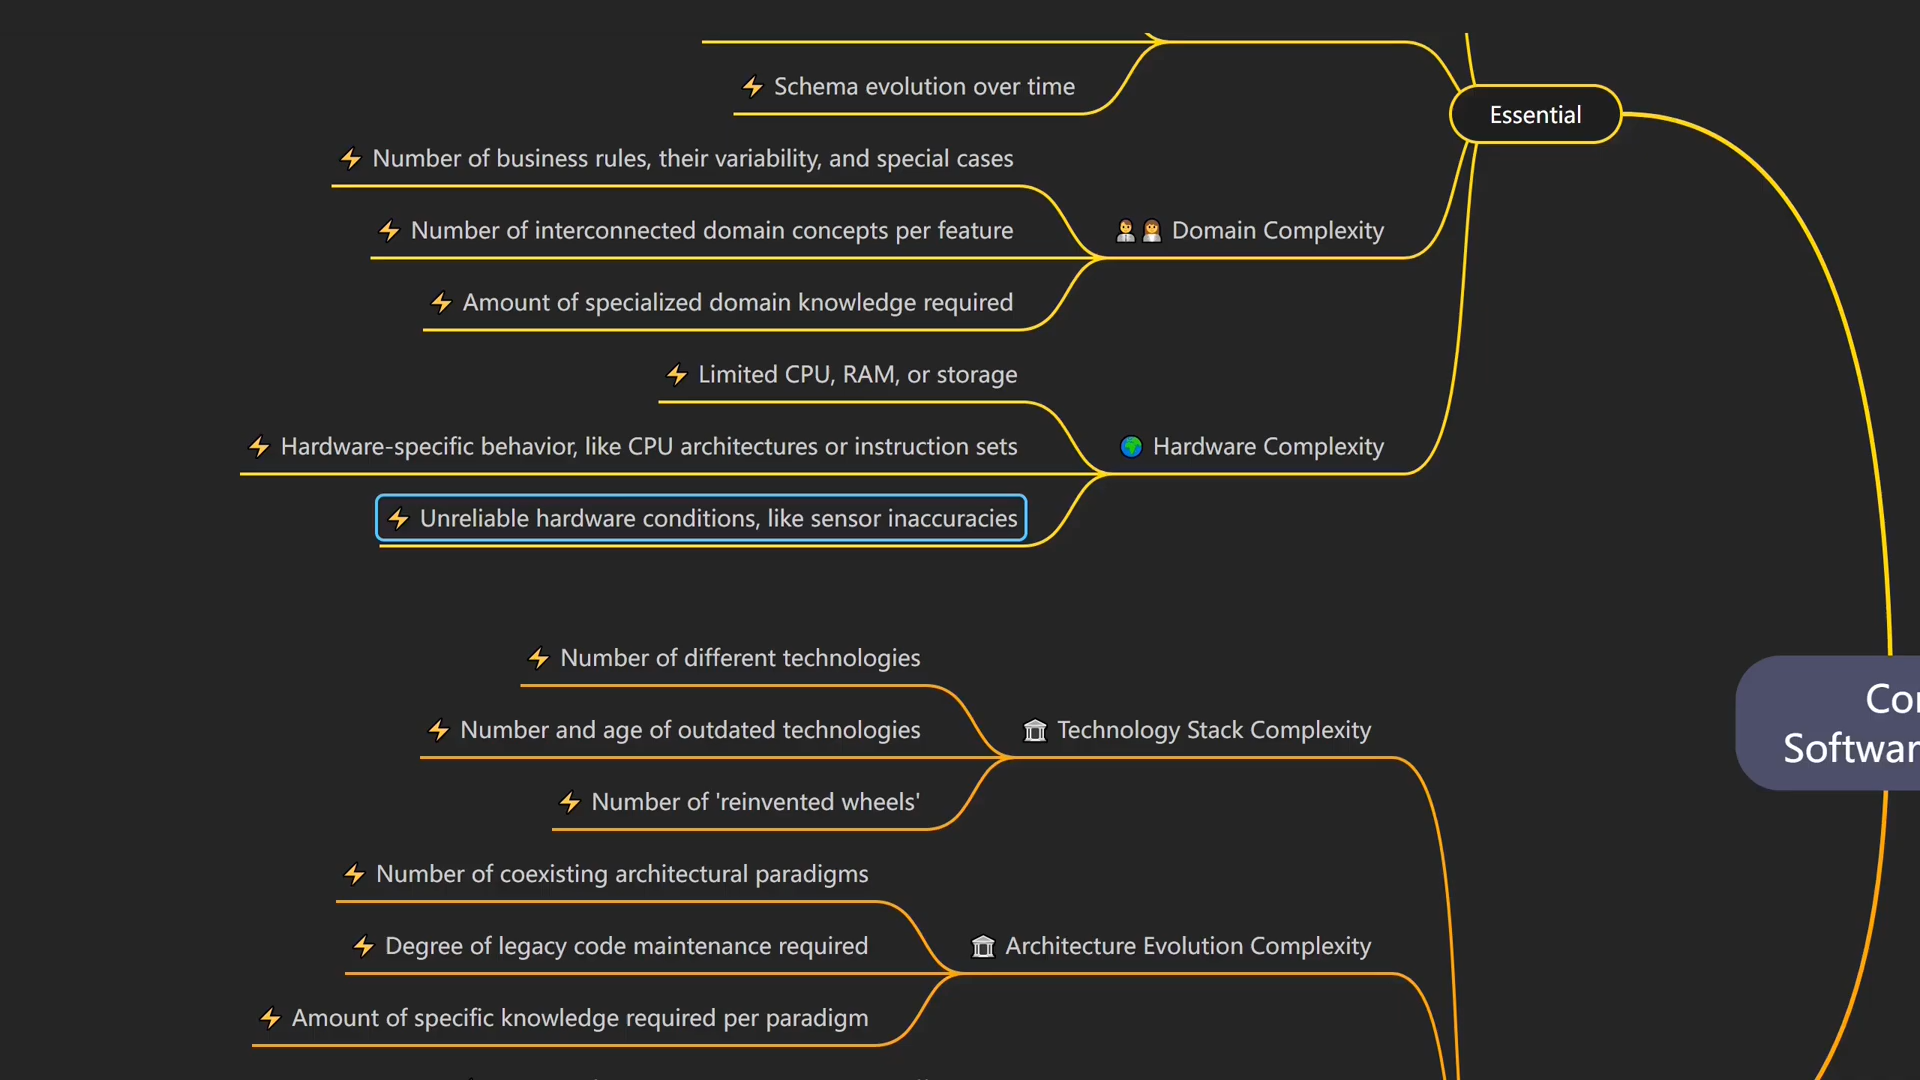 Schema evolution over time
Essential
Number of business rules, their variability, and special cases
Number of interconnected domain concepts per feature
Domain Complexity
Amount of specialized domain knowledge required
Limited CPU, RAM, or storage
Hardware-specific behavior, like CPU architectures or instruction sets
Hardware Complexity
Unreliable hardware conditions, like sensor inaccuracies
Number of different technologies
Number and age of outdated technologies
Technology Stack Complexity
Number of 'reinvented wheels'
Number of coexisting architectural paradigms
Degree of legacy code maintenance required
Architecture Evolution Complexity
Amount of specific knowledge required per paradigm